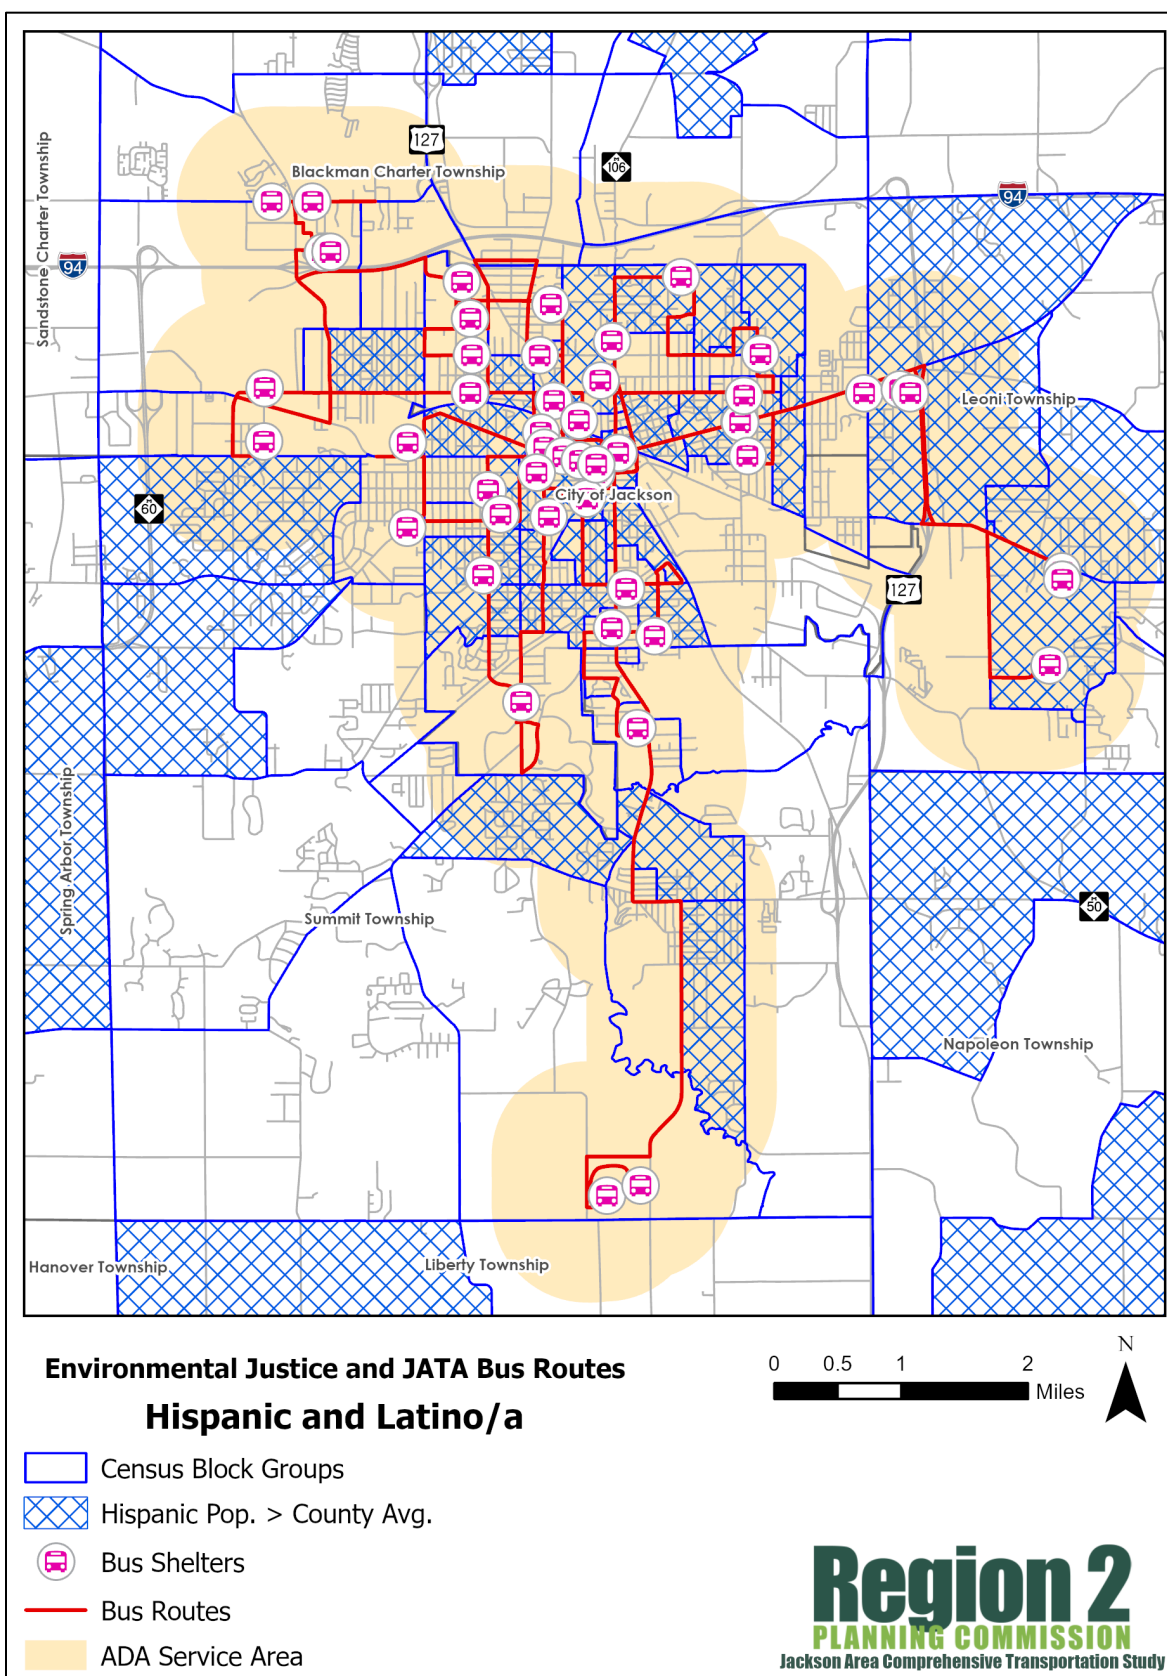 127
M
106
Blackman Charter Township
94
Sandstone Charter Township
94
Leoni Township
City of Jackson
M
60
127
Spring Arbor Township
Summit Township
M
50
Napoleon Township
Hanover Township
Liberty Township
Environmental Justice and JATA Bus Routes
Hispanic and Latino/a
0 0.5 1 2
Miles
N
Census Block Groups
Hispanic Pop. > County Avg.
Bus Shelters
Bus Routes
ADA Service Area
Region 2
PLANNING COMMISSION
Jackson Area Comprehensive Transportation Study